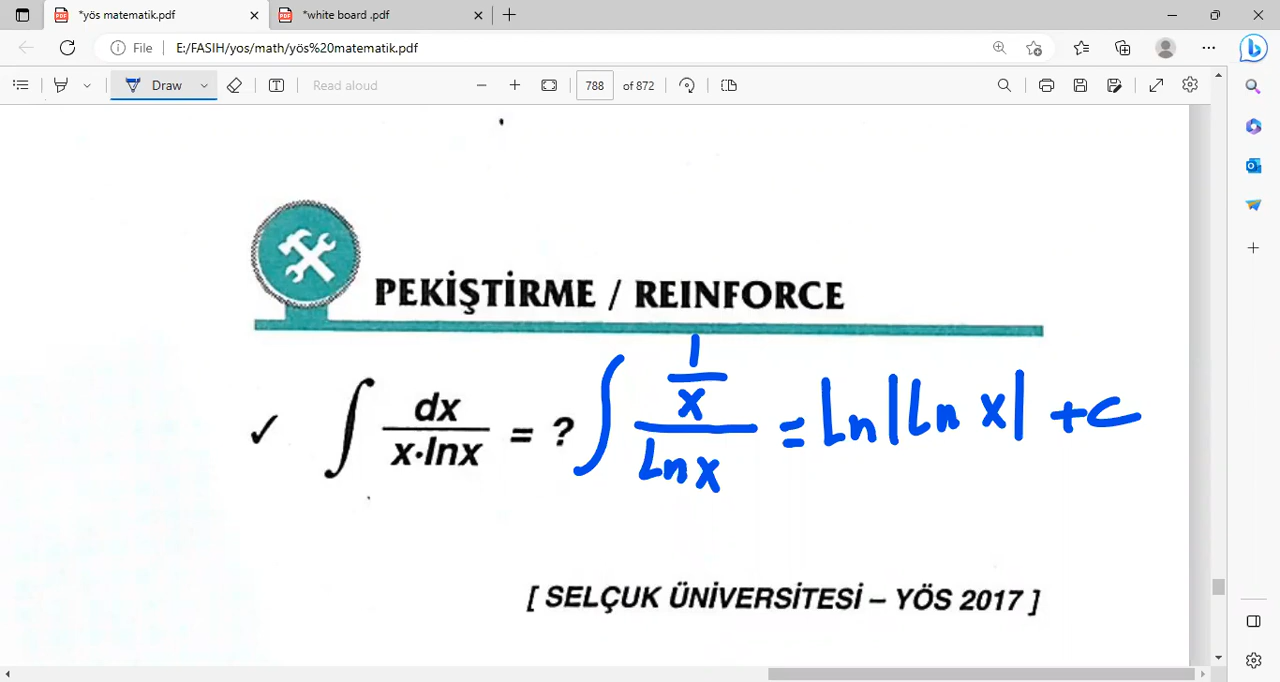 *yös matematik.pdf
*white board .pdf
File E:/FASIH/yos/math/yös%20matematik.pdf
Draw
Read aloud
788 of 872
PEKİŞTİRME / REINFORCE
✓ ∫ dx / x·lnx = ? ∫ (1/x) / Ln x = Ln|Ln x| + C
[ SELÇUK ÜNİVERSİTESİ – YÖS 2017 ]